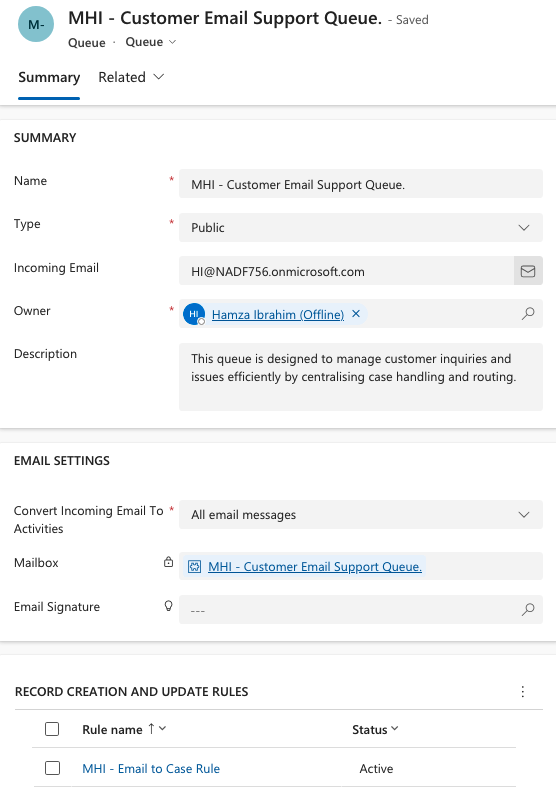 M-
MHI - Customer Email Support Queue. - Saved
Queue · Queue
Summary Related
SUMMARY
Name * MHI - Customer Email Support Queue.
Type * Public
Incoming Email HI@NADF756.onmicrosoft.com
Owner * HI Hamza Ibrahim (Offline) ✕
Description This queue is designed to manage customer inquiries and
issues efficiently by centralising case handling and routing.
EMAIL SETTINGS
Convert Incoming Email To * All email messages
Activities
Mailbox MHI - Customer Email Support Queue.
Email Signature ---
RECORD CREATION AND UPDATE RULES
Rule name ↑ Status
MHI - Email to Case Rule Active